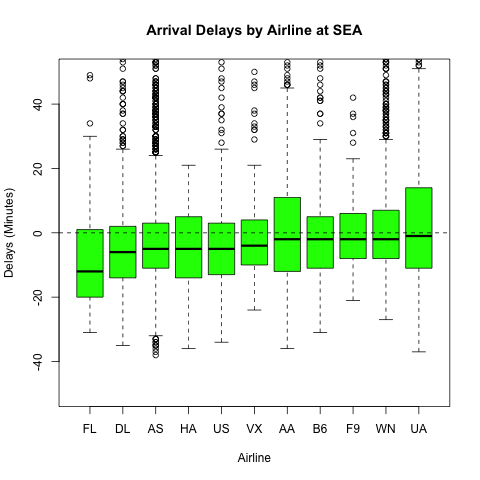 Arrival Delays by Airline at SEA
Delays (Minutes)
40
20
0
-20
-40
FL DL AS HA US VX AA B6 F9 WN UA
Airline